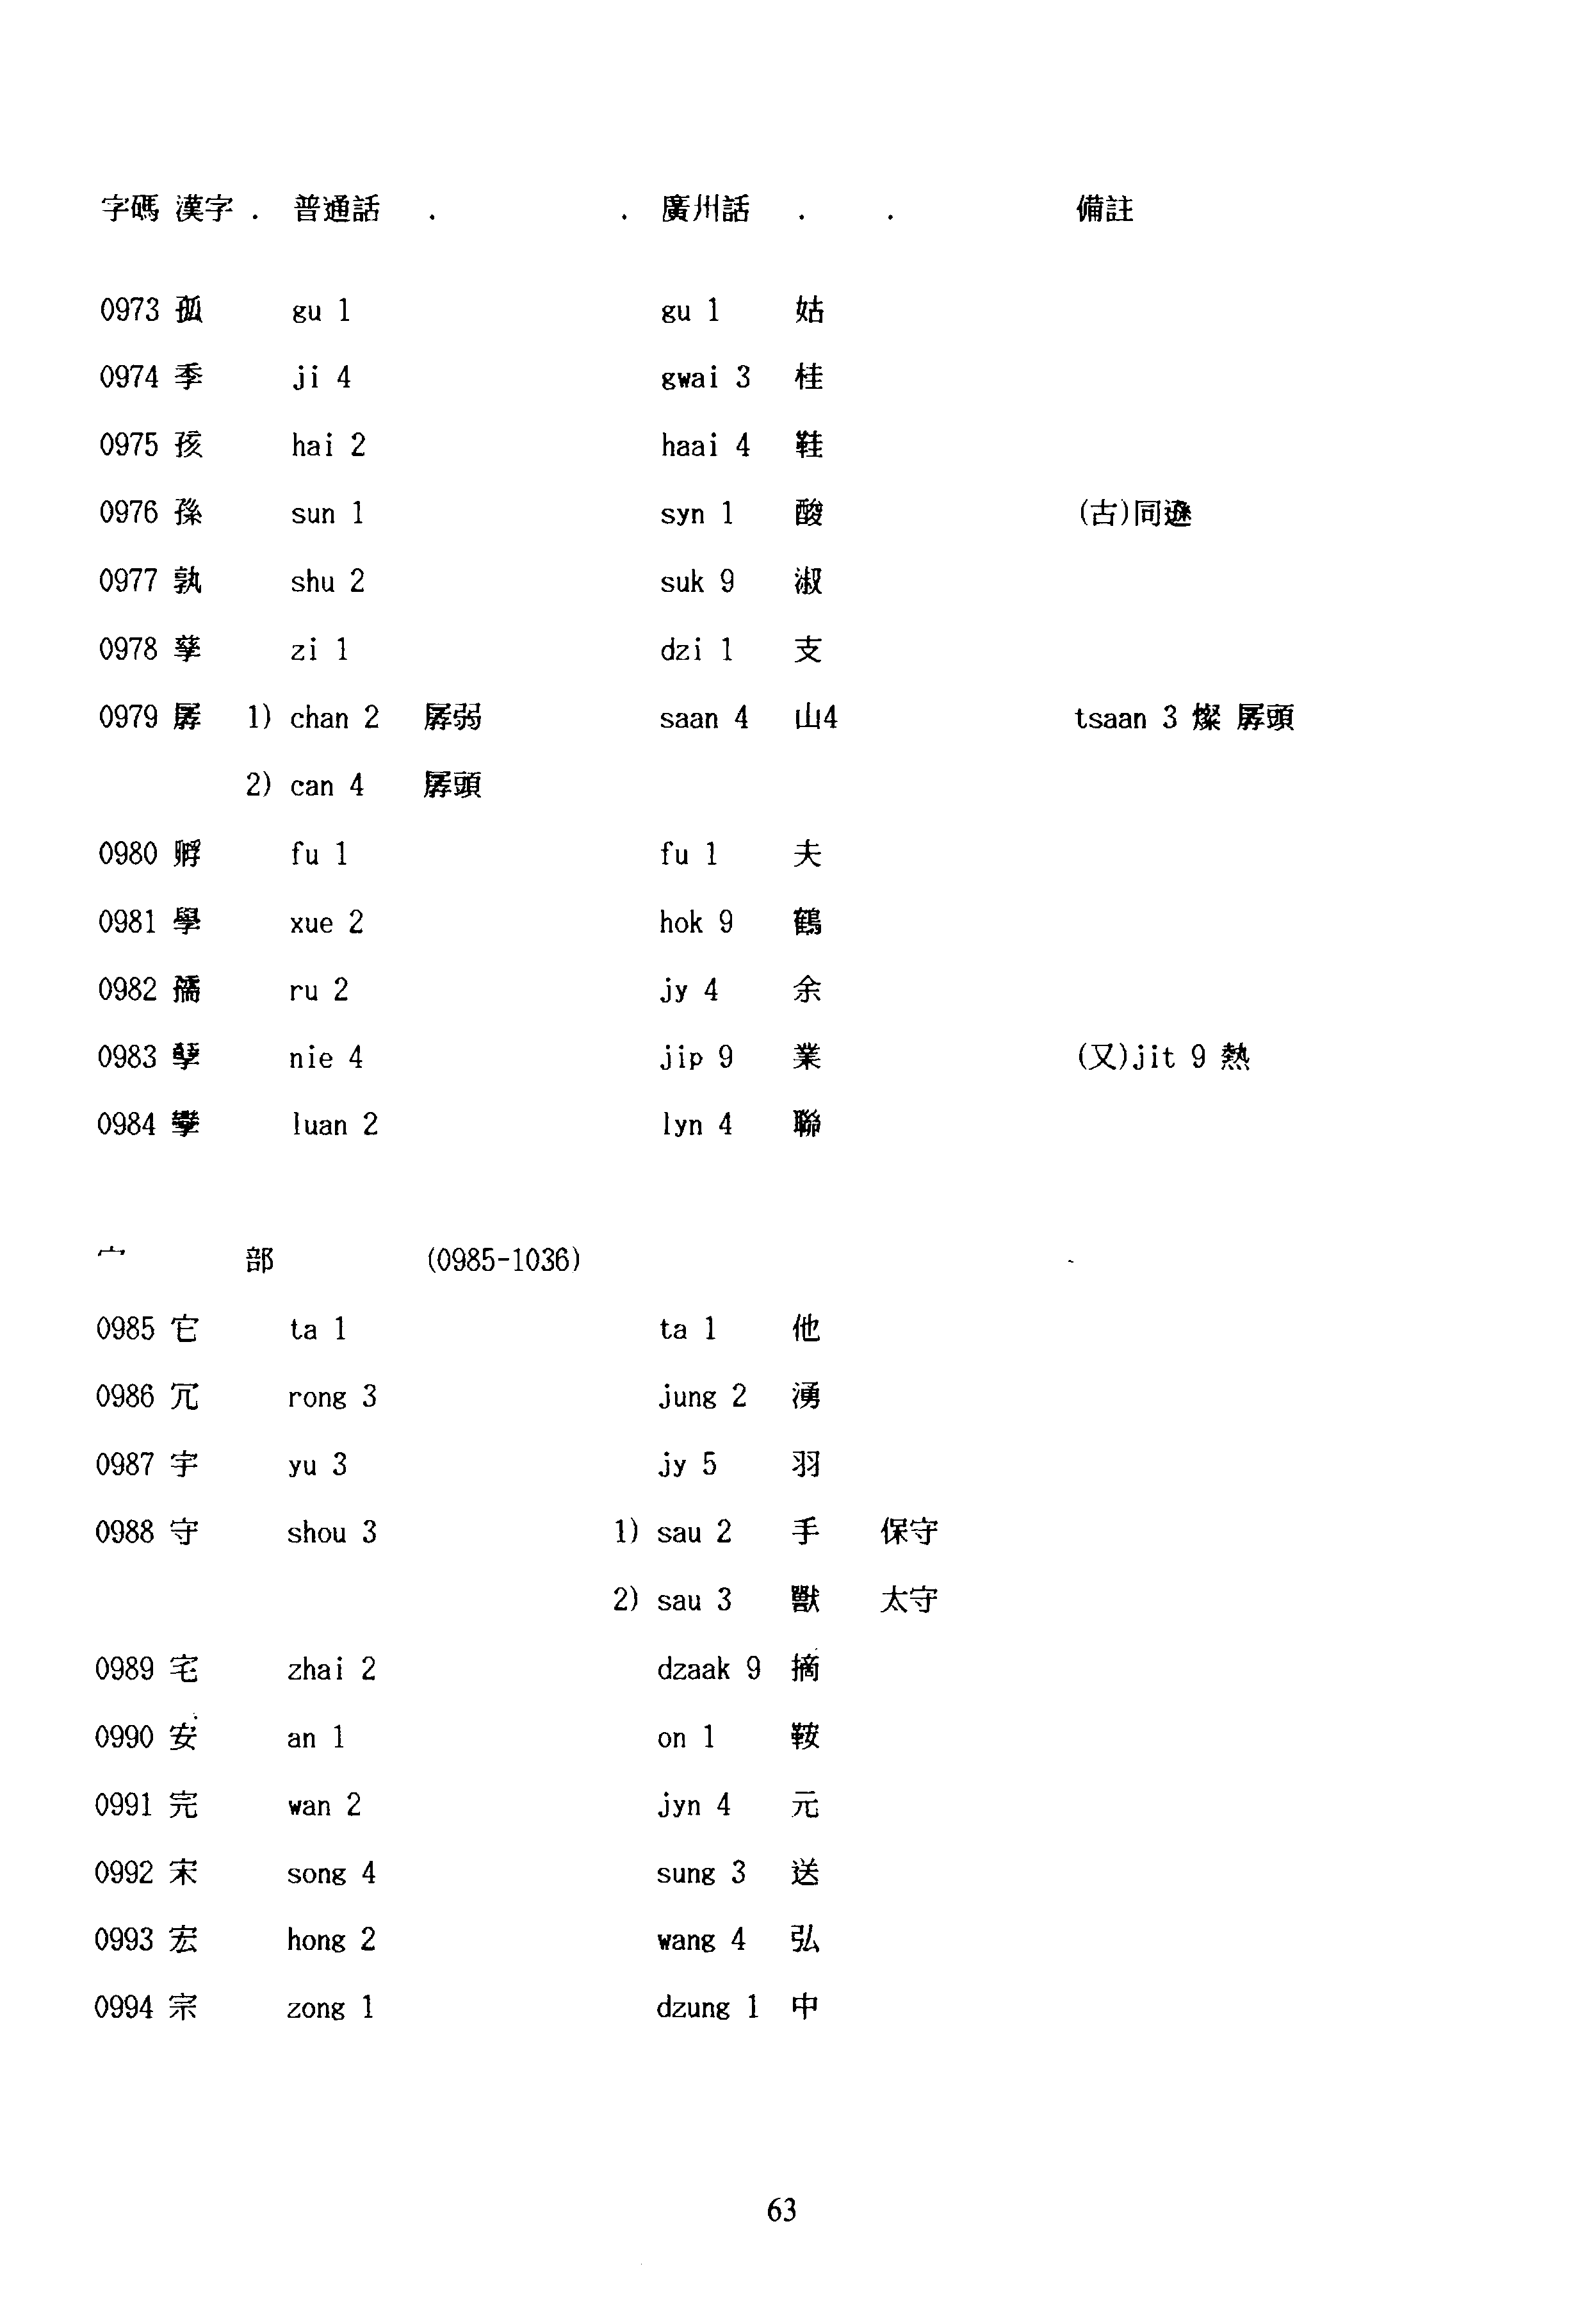 字碼 漢字 . 普通話 . . 廣州話 . . 備註
0973 孤 gu 1 gu 1 姑
0974 季 ji 4 gwai 3 桂
0975 孩 hai 2 haai 4 鞋
0976 孫 sun 1 syn 1 酸 (古)同遜
0977 孰 shu 2 suk 9 淑
0978 孳 zi 1 dzi 1 支
0979 孱 1) chan 2 孱弱 saan 4 山4 tsaan 3 燦 孱頭
2) can 4 孱頭
0980 孵 fu 1 fu 1 夫
0981 學 xue 2 hok 9 鶴
0982 孺 ru 2 jy 4 余
0983 孽 nie 4 jip 9 業 (又)jit 9 熱
0984 孿 luan 2 lyn 4 聯
宀 部 (0985-1036)
0985 它 ta 1 ta 1 他
0986 冗 rong 3 jung 2 湧
0987 宇 yu 3 jy 5 羽
0988 守 shou 3 1) sau 2 手 保守
2) sau 3 獸 太守
0989 宅 zhai 2 dzaak 9 摘
0990 安 an 1 on 1 鞍
0991 完 wan 2 jyn 4 元
0992 宋 song 4 sung 3 送
0993 宏 hong 2 wang 4 弘
0994 宗 zong 1 dzung 1 中
63